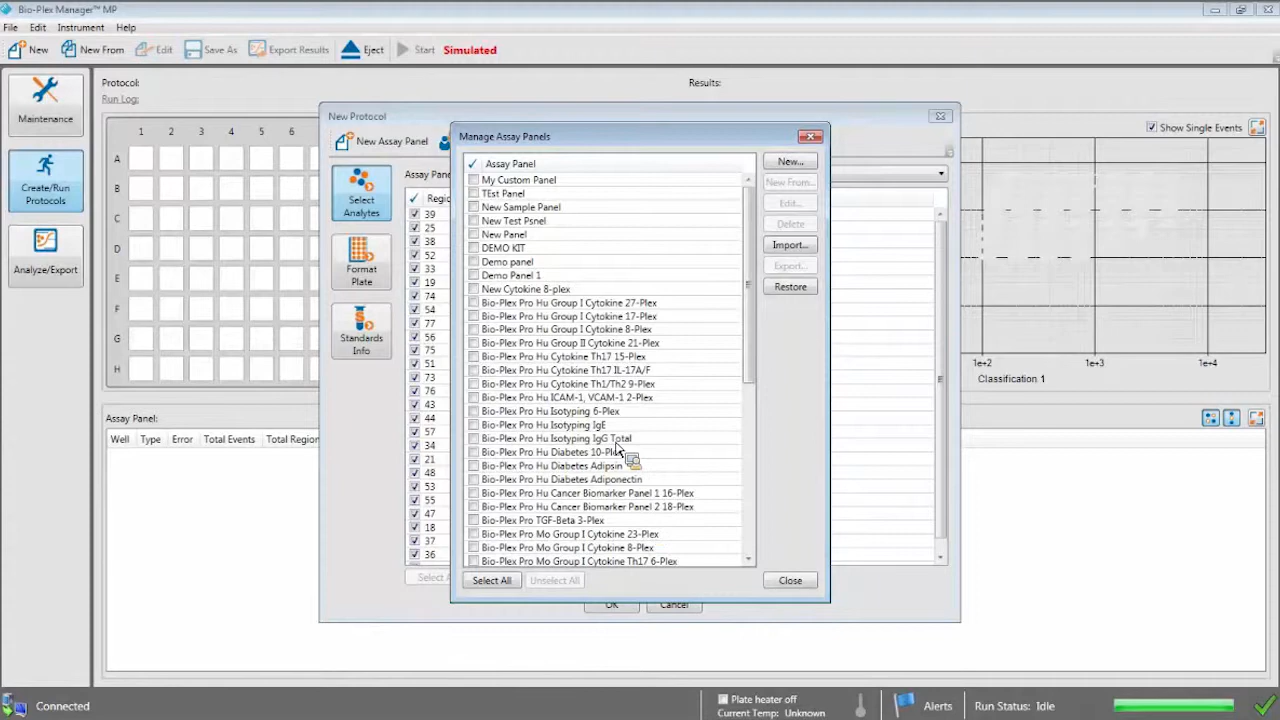 Bio-Plex Manager™ MP
File Edit Instrument Help
New New From Edit Save As Export Results Eject Start Simulated
Maintenance
Create/Run
Protocols
Analyze/Export
Protocol:
Run Log:
Results:
1 2 3 4 5 6
A
B
C
D
E
F
G
H
Show Single Events
1e+2 1e+3 1e+4
Classification 1
Assay Panel:
Well Type Error Total Events Total Region
New Protocol
New Assay Panel
Select
Analytes
Format
Plate
Standards
Info
Assay Pane
Regio
39
25
38
52
33
19
74
54
77
56
75
51
73
76
43
44
57
34
21
48
53
55
47
18
37
36
Select A
OK Cancel
Manage Assay Panels
Assay Panel
My Custom Panel
TEst Panel
New Sample Panel
New Test Psnel
New Panel
DEMO KIT
Demo panel
Demo Panel 1
New Cytokine 8-plex
Bio-Plex Pro Hu Group I Cytokine 27-Plex
Bio-Plex Pro Hu Group I Cytokine 17-Plex
Bio-Plex Pro Hu Group I Cytokine 8-Plex
Bio-Plex Pro Hu Group II Cytokine 21-Plex
Bio-Plex Pro Hu Cytokine Th17 15-Plex
Bio-Plex Pro Hu Cytokine Th17 IL-17A/F
Bio-Plex Pro Hu Cytokine Th1/Th2 9-Plex
Bio-Plex Pro Hu ICAM-1, VCAM-1 2-Plex
Bio-Plex Pro Hu Isotyping 6-Plex
Bio-Plex Pro Hu Isotyping IgE
Bio-Plex Pro Hu Isotyping IgG Total
Bio-Plex Pro Hu Diabetes 10-Plex
Bio-Plex Pro Hu Diabetes Adipsin
Bio-Plex Pro Hu Diabetes Adiponectin
Bio-Plex Pro Hu Cancer Biomarker Panel 1 16-Plex
Bio-Plex Pro Hu Cancer Biomarker Panel 2 18-Plex
Bio-Plex Pro TGF-Beta 3-Plex
Bio-Plex Pro Mo Group I Cytokine 23-Plex
Bio-Plex Pro Mo Group I Cytokine 8-Plex
Bio-Plex Pro Mo Group I Cytokine Th17 6-Plex
New...
New From...
Edit...
Delete
Import...
Export...
Restore
Select All Unselect All Close
Connected
Plate heater off
Current Temp: Unknown
Alerts
Run Status: Idle